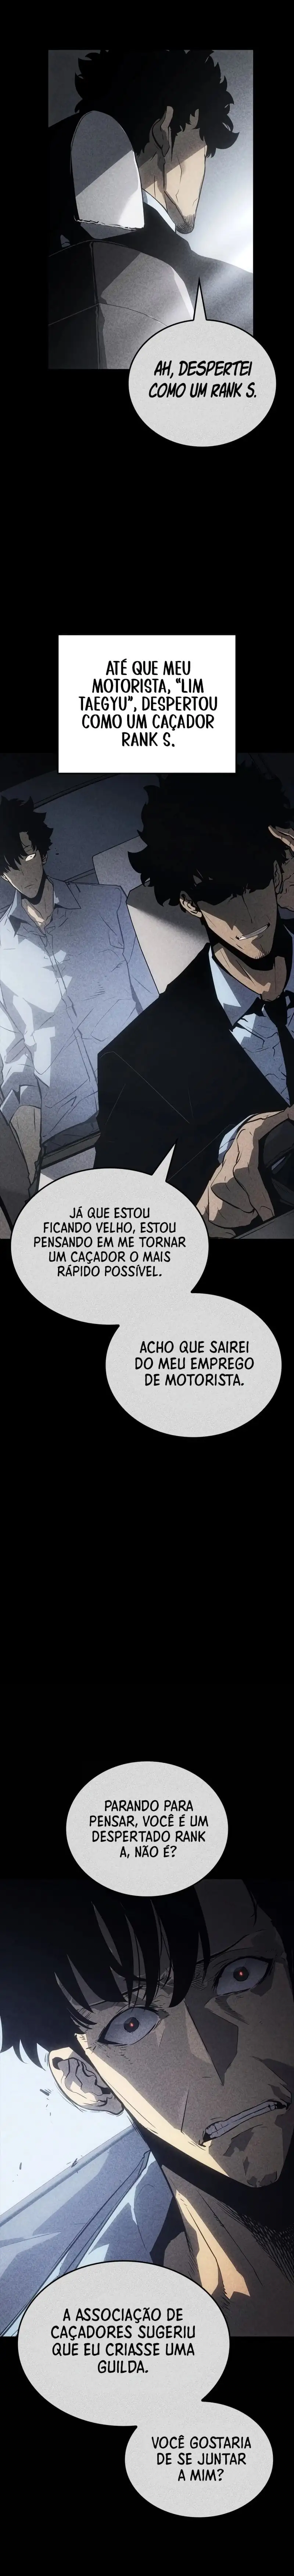 AH, DESPERTEI
COMO UM RANK S.
ATÉ QUE MEU
MOTORISTA, "LIM
TAEGYU", DESPERTOU
COMO UM CAÇADOR
RANK S.
JÁ QUE ESTOU
FICANDO VELHO, ESTOU
PENSANDO EM ME TORNAR
UM CAÇADOR O MAIS
RÁPIDO POSSÍVEL.
ACHO QUE SAIREI
DO MEU EMPREGO
DE MOTORISTA.
PARANDO PARA
PENSAR, VOCÊ É UM
DESPERTADO RANK
A, NÃO É?
A ASSOCIAÇÃO DE
CAÇADORES SUGERIU
QUE EU CRIASSE UMA
GUILDA.
VOCÊ GOSTARIA
DE SE JUNTAR
A MIM?